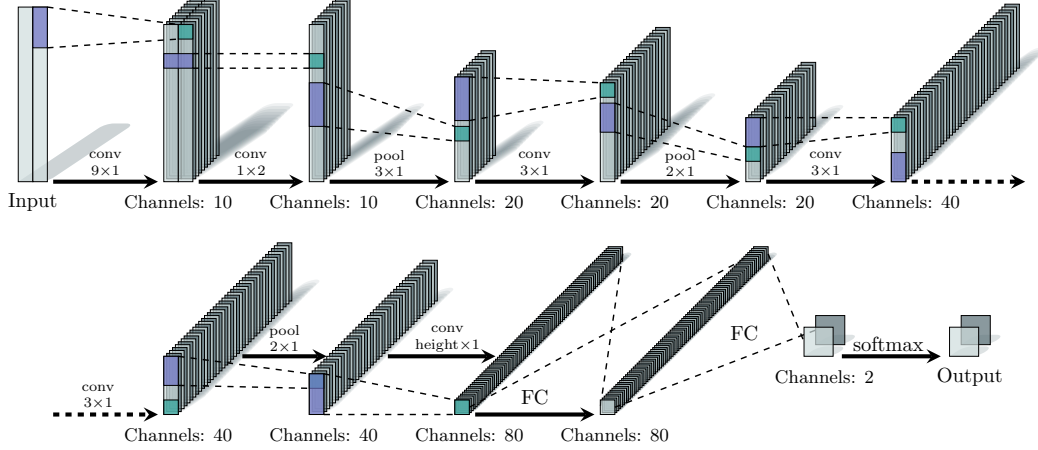 conv
9×1
conv
1×2
pool
3×1
conv
3×1
pool
2×1
conv
3×1
Input
Channels: 10
Channels: 10
Channels: 20
Channels: 20
Channels: 20
Channels: 40
pool
2×1
conv
height×1
FC
softmax
Channels: 2
Output
conv
3×1
FC
Channels: 40
Channels: 40
Channels: 80
Channels: 80